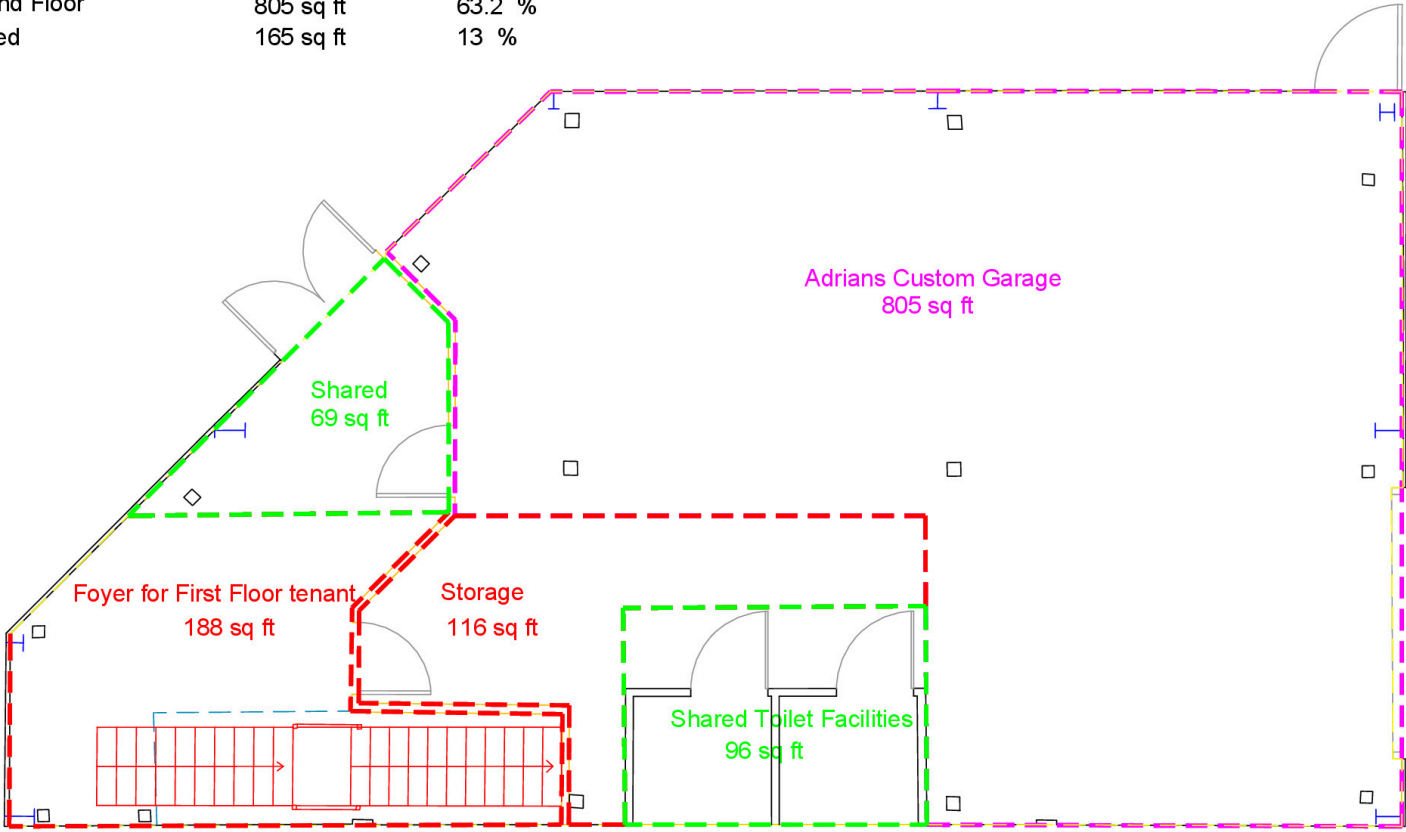 805 sq ft 63.2 %
165 sq ft 13 %
Adrians Custom Garage
805 sq ft
Shared
69 sq ft
Foyer for First Floor tenant
188 sq ft
Storage
116 sq ft
Shared Toilet Facilities
96 sq ft